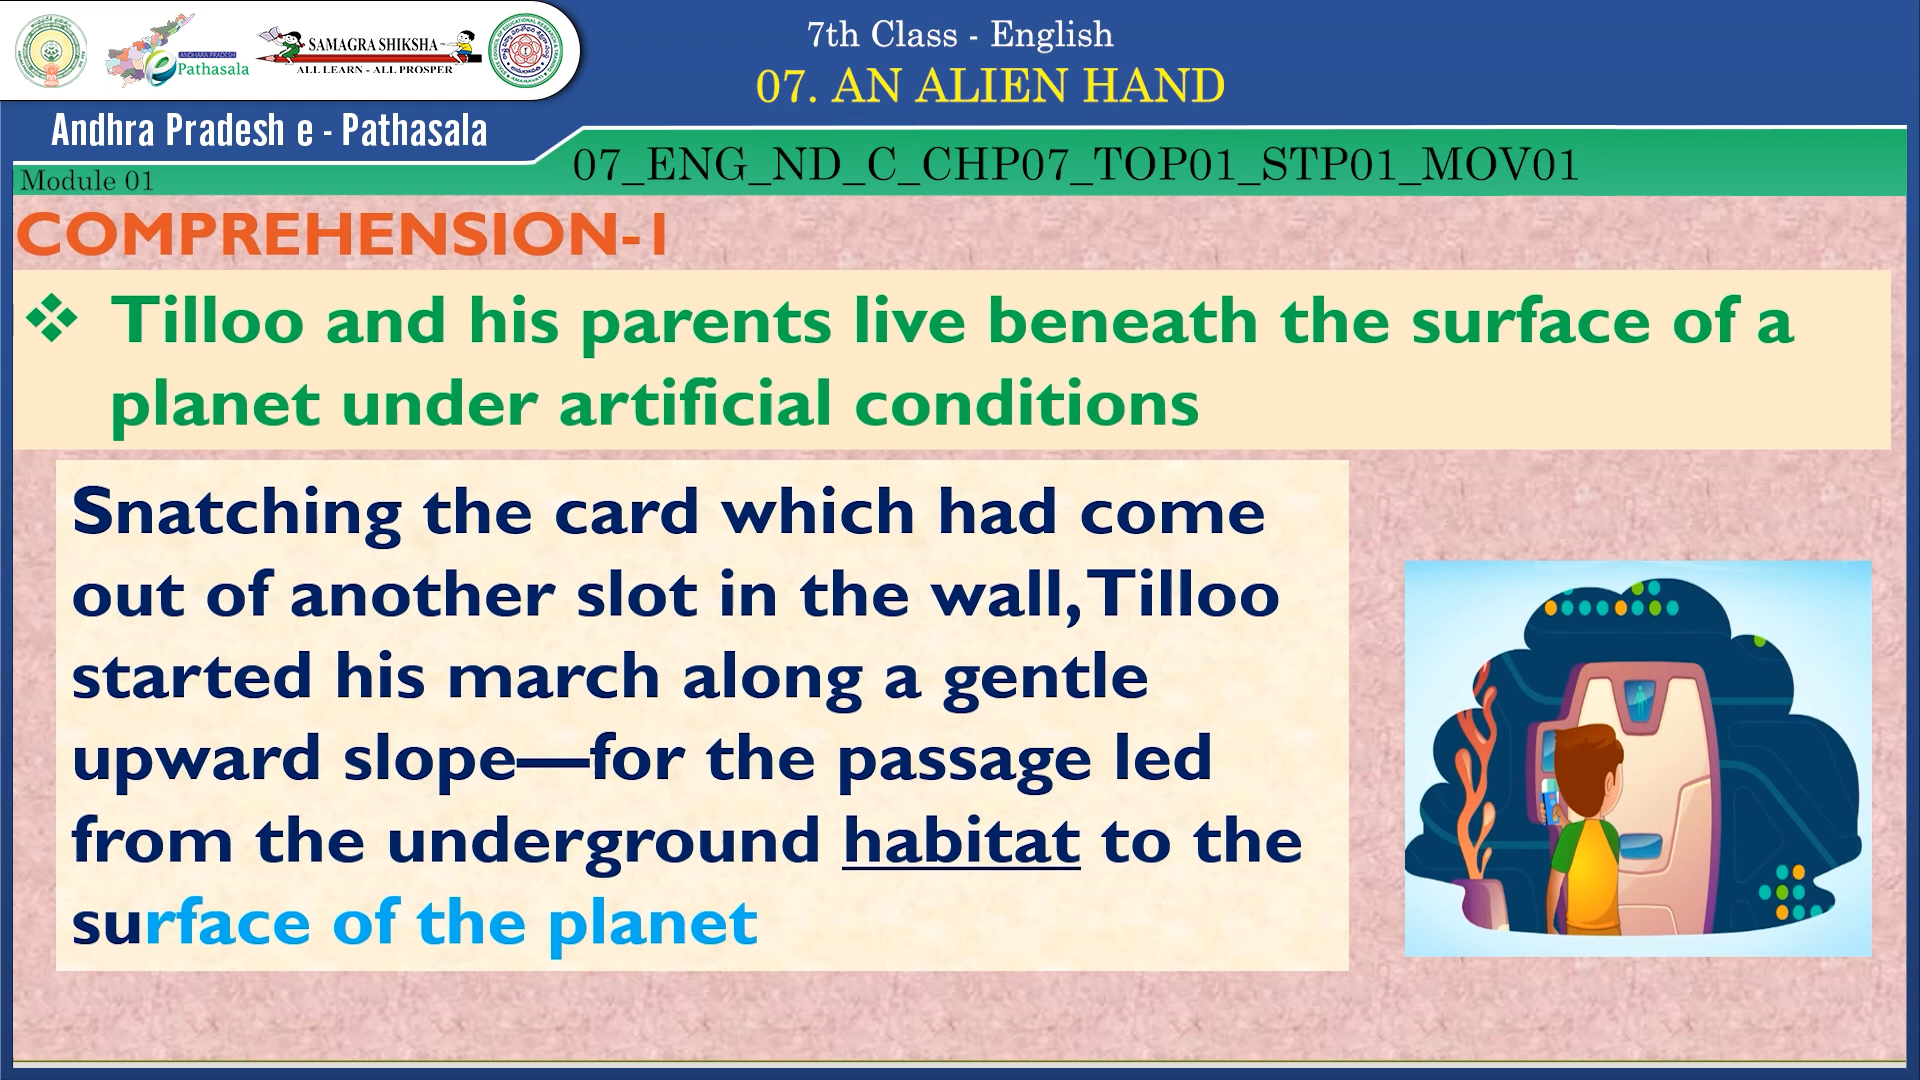 7th Class - English
07. AN ALIEN HAND
ANDHRA PRADESH
e Pathasala
SAMAGRA SHIKSHA
ALL LEARN - ALL PROSPER
Andhra Pradesh e - Pathasala
07_ENG_ND_C_CHP07_TOP01_STP01_MOV01
Module 01
COMPREHENSION-1
❖ Tilloo and his parents live beneath the surface of a
planet under artificial conditions
Snatching the card which had come
out of another slot in the wall,Tilloo
started his march along a gentle
upward slope—for the passage led
from the underground habitat to the
surface of the planet